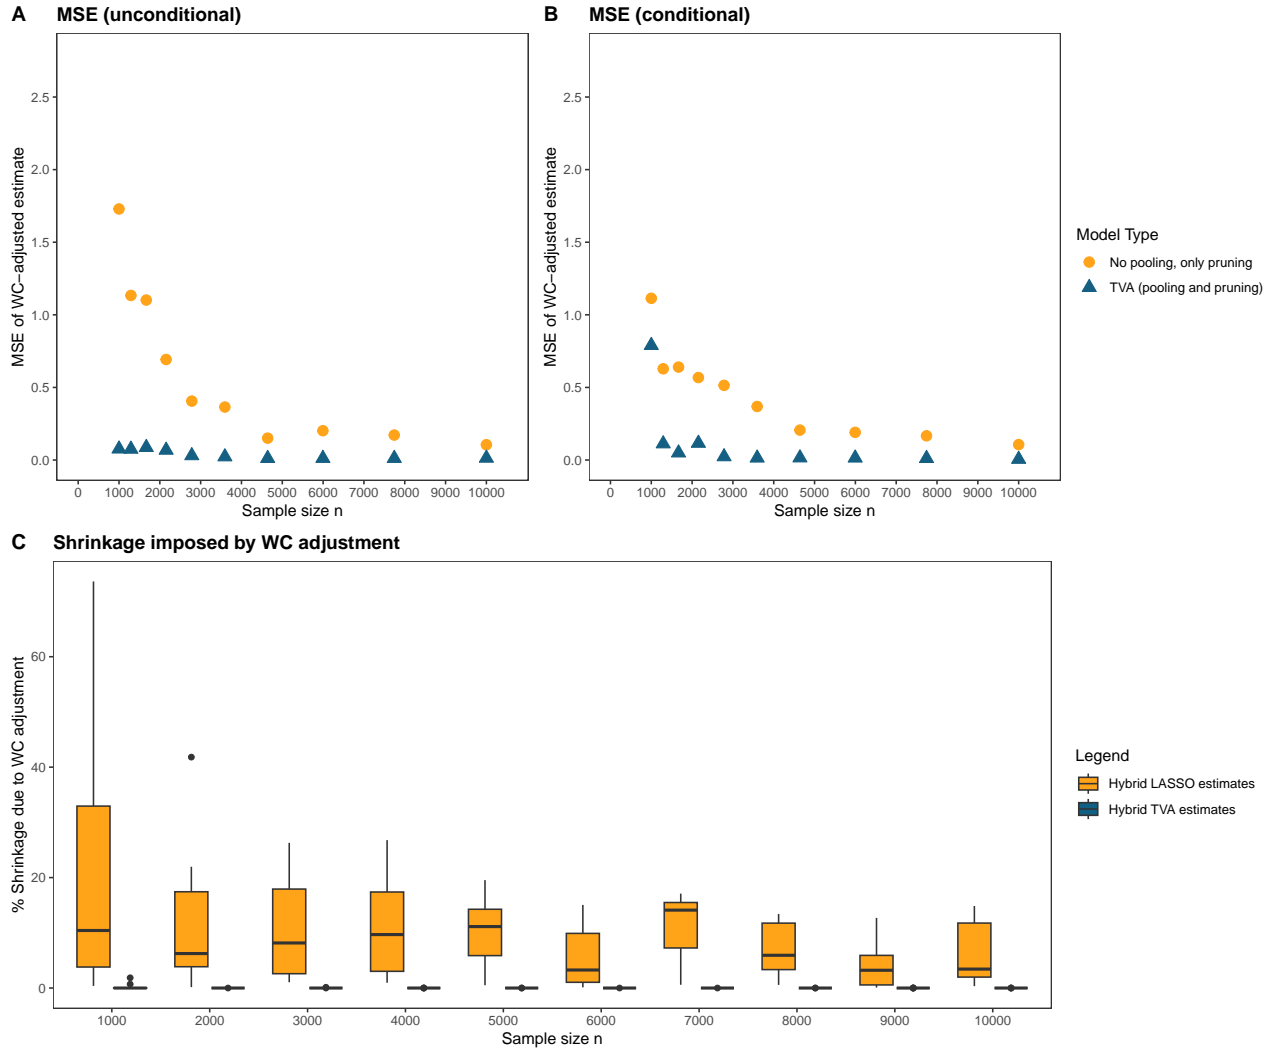 A MSE (unconditional)
MSE of WC−adjusted estimate
2.5
2.0
1.5
1.0
0.5
0.0
0 1000 2000 3000 4000 5000 6000 7000 8000 9000 10000
Sample size n
B MSE (conditional)
MSE of WC−adjusted estimate
2.5
2.0
1.5
1.0
0.5
0.0
0 1000 2000 3000 4000 5000 6000 7000 8000 9000 10000
Sample size n
Model Type
No pooling, only pruning
TVA (pooling and pruning)
C Shrinkage imposed by WC adjustment
% Shrinkage due to WC adjustment
60
40
20
0
1000 2000 3000 4000 5000 6000 7000 8000 9000 10000
Sample size n
Legend
Hybrid LASSO estimates
Hybrid TVA estimates